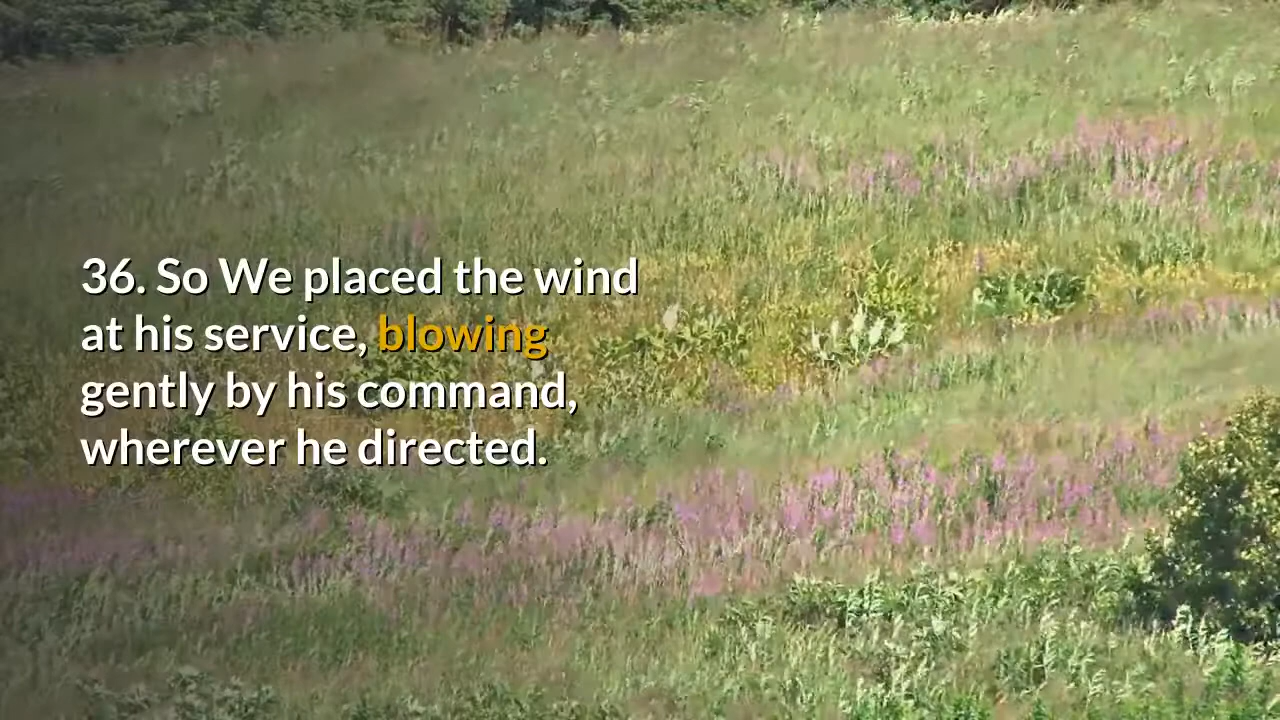 36. So We placed the wind
at his service, blowing
gently by his command,
wherever he directed.